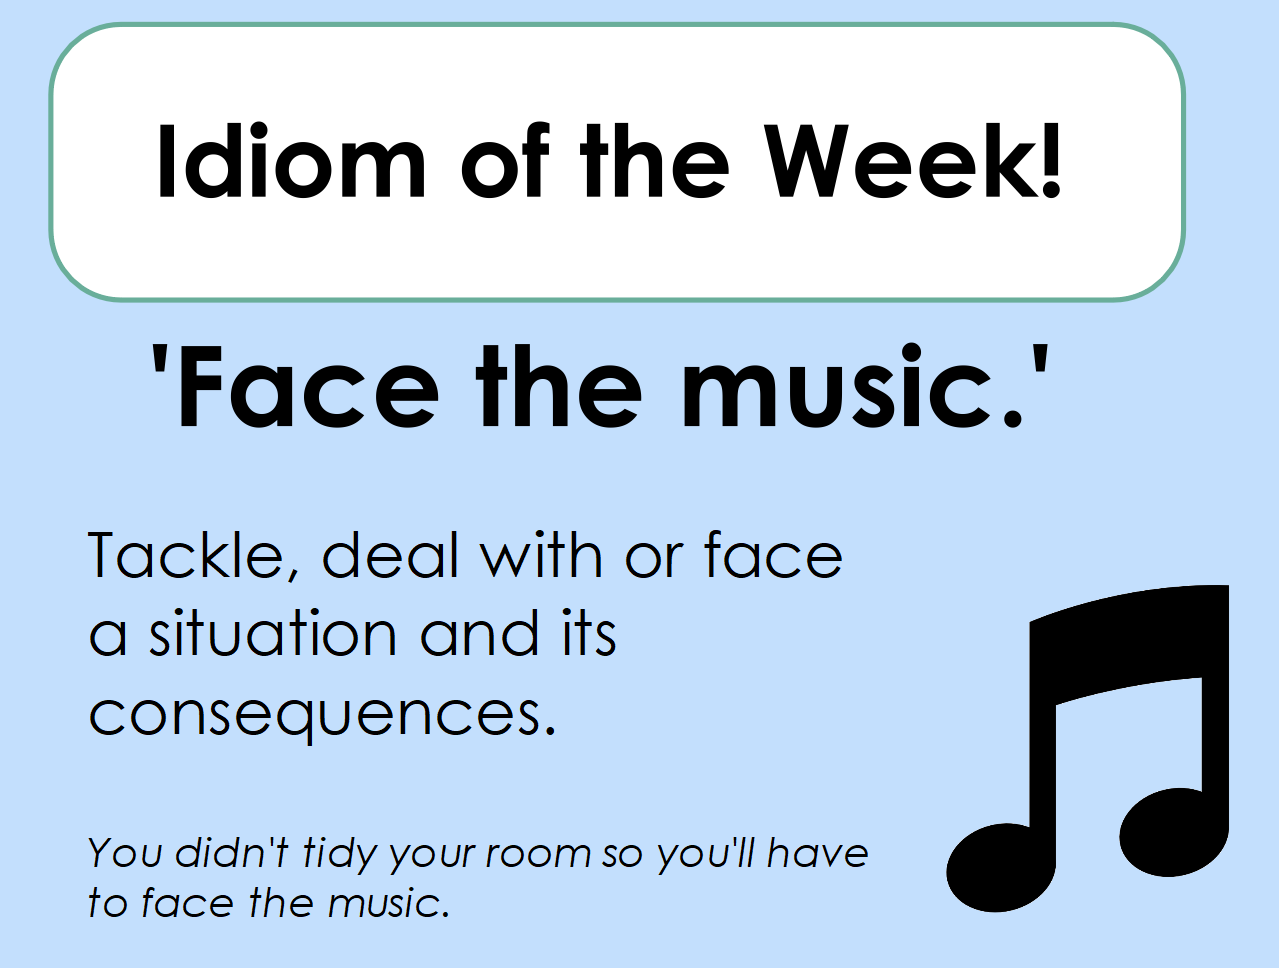 Idiom of the Week!
'Face the music.'
Tackle, deal with or face
a situation and its
consequences.
You didn't tidy your room so you'll have
to face the music.